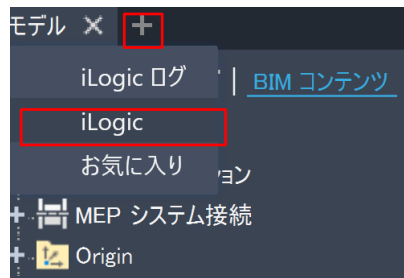 モデル × +
iLogic ログ | BIM コンテンツ
iLogic
お気に入り ョン
MEP システム接続
Origin